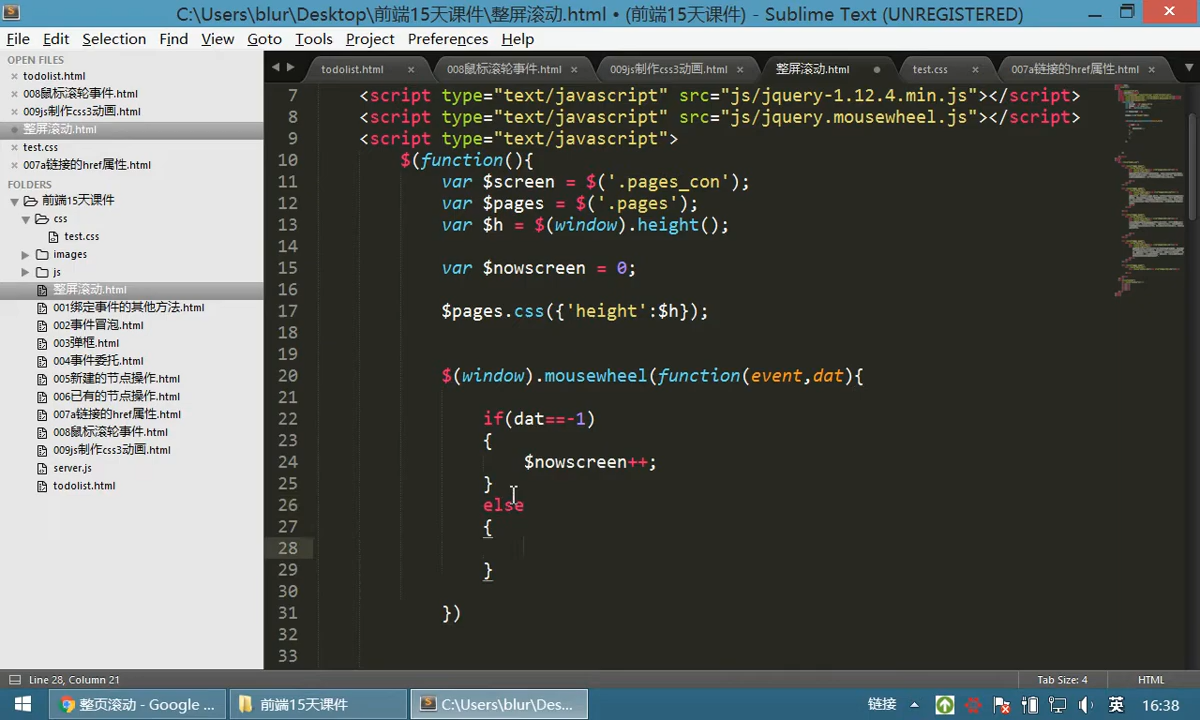 C:\Users\blur\Desktop\前端15天课件\整屏滚动.html • (前端15天课件) - Sublime Text (UNREGISTERED)
File Edit Selection Find View Goto Tools Project Preferences Help
OPEN FILES
todolist.html
008鼠标滚轮事件.html
009js制作css3动画.html
整屏滚动.html
test.css
007a链接的href属性.html
FOLDERS
前端15天课件
css
test.css
images
js
整屏滚动.html
001绑定事件的其他方法.html
002事件冒泡.html
003弹框.html
004事件委托.html
005新建的节点操作.html
006已有的节点操作.html
007a链接的href属性.html
008鼠标滚轮事件.html
009js制作css3动画.html
server.js
todolist.html
todolist.html 008鼠标滚轮事件.html 009js制作css3动画.html 整屏滚动.html test.css 007a链接的href属性.html
7 <script type="text/javascript" src="js/jquery-1.12.4.min.js"></script>
8 <script type="text/javascript" src="js/jquery.mousewheel.js"></script>
9 <script type="text/javascript">
10 $(function(){
11 var $screen = $('.pages_con');
12 var $pages = $('.pages');
13 var $h = $(window).height();
14
15 var $nowscreen = 0;
16
17 $pages.css({'height':$h});
18
19
20 $(window).mousewheel(function(event,dat){
21
22 if(dat==-1)
23 {
24 $nowscreen++;
25 }
26 else
27 {
28
29 }
30
31 })
32
33
Line 28, Column 21 Tab Size: 4 HTML
整页滚动 - Google ... 前端15天课件 C:\Users\blur\Des... 链接 英 16:38